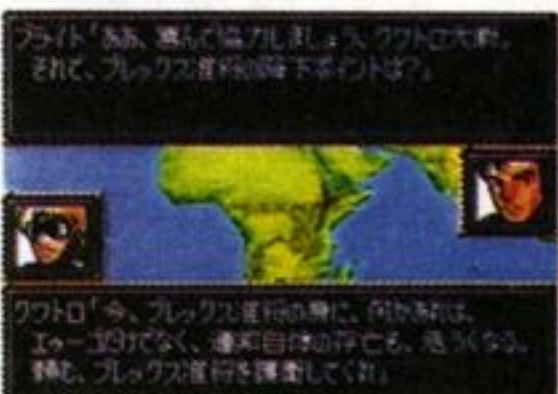 ブライト「ああ、喜んで協力しましょう、クワトロ大尉。
それで、ブレックス准将の降下ポイントは?」
クワトロ「今、ブレックス准将の身に、何かあれば、
エゥーゴだけでなく、連邦自体の存亡も、危うくなる。
頼む、ブレックス准将を護衛してくれ」